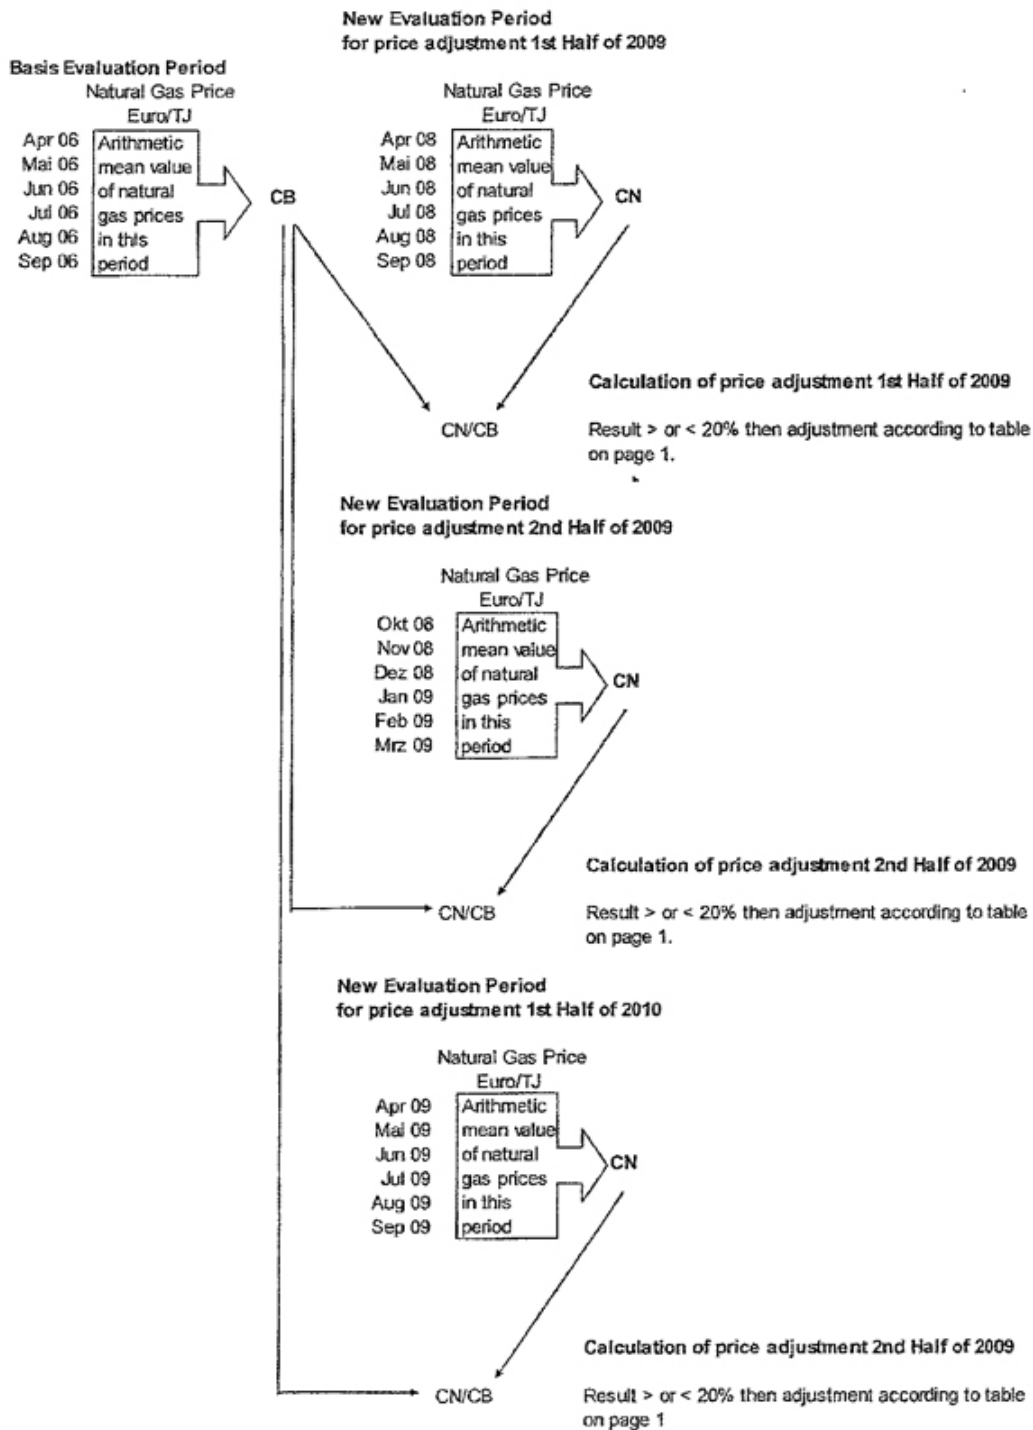 New Evaluation Period
for price adjustment 1st Half of 2009
Basis Evaluation Period
Natural Gas Price
Euro/TJ
Apr 06
Mai 06
Jun 06
Jul 06
Aug 06
Sep 06
Arithmetic
mean value
of natural
gas prices
in this
period
CB
Natural Gas Price
Euro/TJ
Apr 08
Mai 08
Jun 08
Jul 08
Aug 08
Sep 08
Arithmetic
mean value
of natural
gas prices
in this
period
CN
Calculation of price adjustment 1st Half of 2009
CN/CB
Result > or < 20% then adjustment according to table
on page 1.
New Evaluation Period
for price adjustment 2nd Half of 2009
Natural Gas Price
Euro/TJ
Okt 08
Nov 08
Dez 08
Jan 09
Feb 09
Mrz 09
Arithmetic
mean value
of natural
gas prices
in this
period
CN
Calculation of price adjustment 2nd Half of 2009
CN/CB
Result > or < 20% then adjustment according to table
on page 1.
New Evaluation Period
for price adjustment 1st Half of 2010
Natural Gas Price
Euro/TJ
Apr 09
Mai 09
Jun 09
Jul 09
Aug 09
Sep 09
Arithmetic
mean value
of natural
gas prices
in this
period
CN
Calculation of price adjustment 2nd Half of 2009
CN/CB
Result > or < 20% then adjustment according to table
on page 1